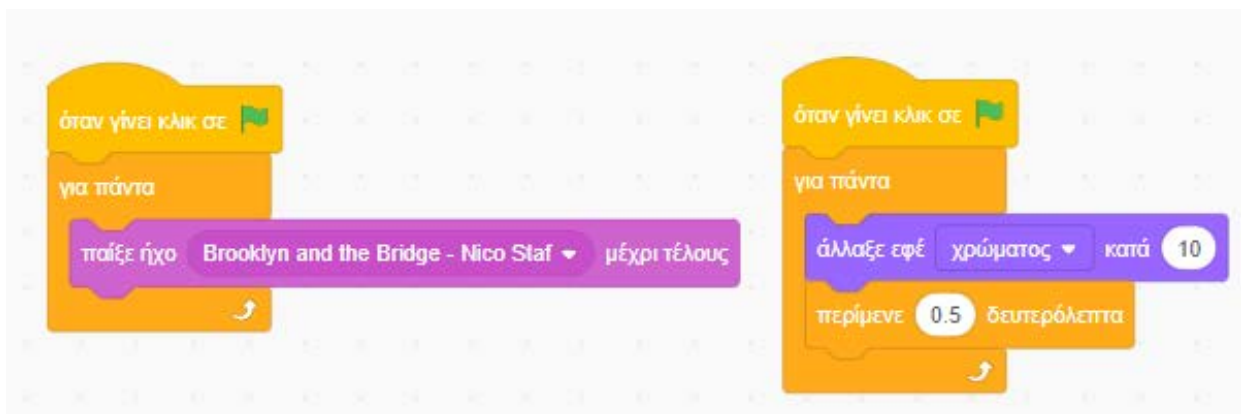 όταν γίνει κλικ σε
για πάντα
παίξε ήχο Brooklyn and the Bridge - Nico Staf μέχρι τέλους
όταν γίνει κλικ σε
για πάντα
άλλαξε εφέ χρώματος κατά 10
περίμενε 0.5 δευτερόλεπτα